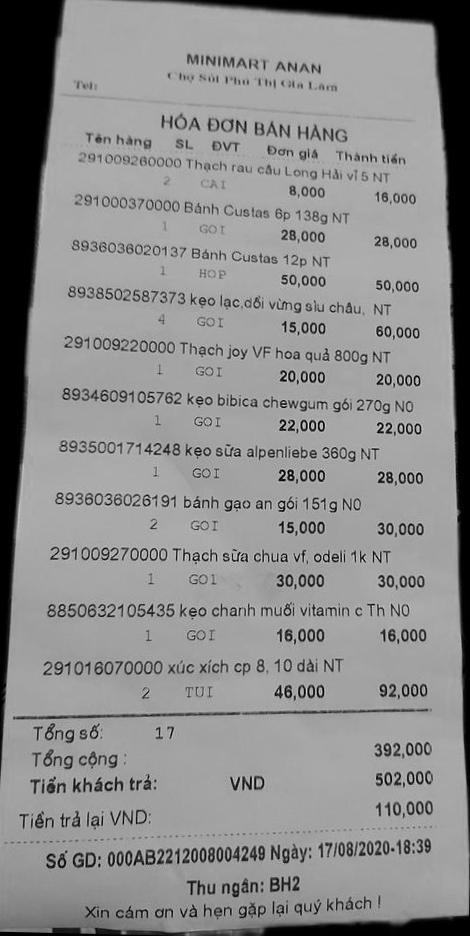 MINIMART ANAN
Chợ Sủi Phú Thị Gia Lâm
Tel:
HÓA ĐƠN BÁN HÀNG
Tên hàng SL ĐVT Đơn giá Thành tiền
291009260000 Thạch rau câu Long Hải vỉ 5 NT
2 CAI 8,000 16,000
291000370000 Bánh Custas 6p 138g NT
1 GOI 28,000 28,000
8936036020137 Bánh Custas 12p NT
1 HOP 50,000 50,000
8938502587373 kẹo lạc,dồi vừng sìu châu, NT
4 GOI 15,000 60,000
291009220000 Thạch joy VF hoa quả 800g NT
1 GOI 20,000 20,000
8934609105762 kẹo bibica chewgum gói 270g N0
1 GOI 22,000 22,000
8935001714248 kẹo sữa alpenliebe 360g NT
1 GOI 28,000 28,000
8936036026191 bánh gạo an gói 151g N0
2 GOI 15,000 30,000
291009270000 Thạch sữa chua vf, odeli 1k NT
1 GOI 30,000 30,000
8850632105435 kẹo chanh muối vitamin c Th N0
1 GOI 16,000 16,000
291016070000 xúc xích cp 8, 10 dài NT
2 TUI 46,000 92,000
Tổng số: 17
Tổng cộng : 392,000
Tiền khách trả: VND 502,000
Tiền trả lại VND: 110,000
Số GD: 000AB2212008004249 Ngày: 17/08/2020-18:39
Thu ngân: BH2
Xin cám ơn và hẹn gặp lại quý khách !